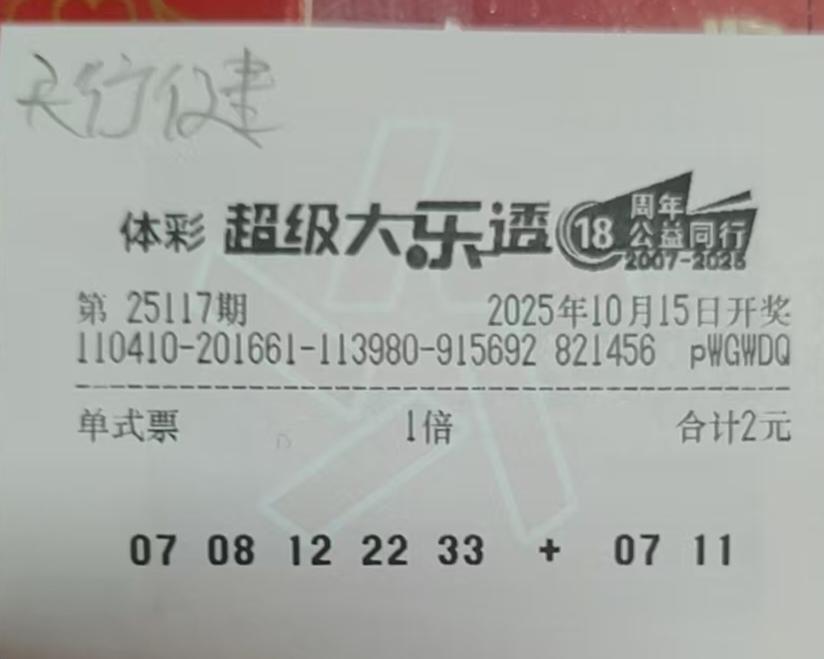 天行健
体彩 超级大乐透 18 周年
公益同行
2007-2025
第 25117期 2025年10月15日开奖
110410-201661-113980-915692 821456 pWGWDQ
单式票 1倍 合计2元
07 08 12 22 33 + 07 11